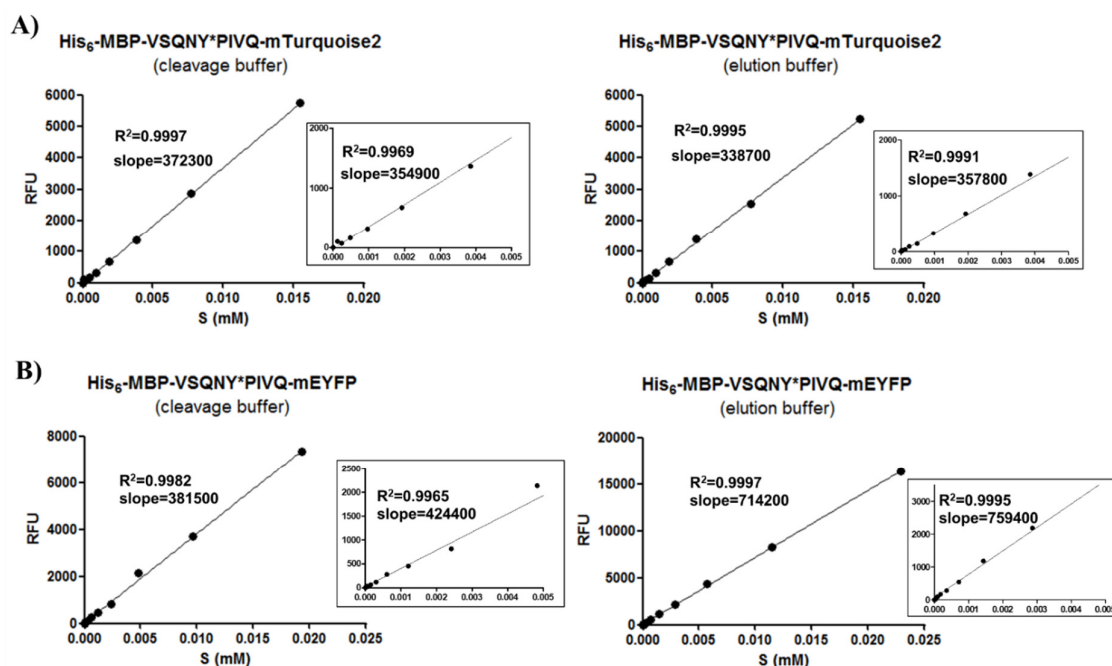 A)
His₆-MBP-VSQNY*PIVQ-mTurquoise2
(cleavage buffer)
RFU
6000
5000
4000
3000
2000
1000
0
R²=0.9997
slope=372300
2000
1000
0
R²=0.9969
slope=354900
0.000 0.001 0.002 0.003 0.004 0.005
0.000 0.005 0.010 0.015 0.020
S (mM)
His₆-MBP-VSQNY*PIVQ-mTurquoise2
(elution buffer)
RFU
6000
5000
4000
3000
2000
1000
0
R²=0.9995
slope=338700
2000
1000
0
R²=0.9991
slope=357800
0.000 0.001 0.002 0.003 0.004 0.005
0.000 0.005 0.010 0.015 0.020
S (mM)
B)
His₆-MBP-VSQNY*PIVQ-mEYFP
(cleavage buffer)
RFU
8000
6000
4000
2000
0
R²=0.9982
slope=381500
2500
2000
1500
1000
500
0
R²=0.9965
slope=424400
0.000 0.001 0.002 0.003 0.004 0.005
0.000 0.005 0.010 0.015 0.020 0.025
S (mM)
His₆-MBP-VSQNY*PIVQ-mEYFP
(elution buffer)
RFU
20000
15000
10000
5000
0
R²=0.9997
slope=714200
3000
2000
1000
0
R²=0.9995
slope=759400
0.000 0.001 0.002 0.003 0.004 0.005
0.000 0.005 0.010 0.015 0.020 0.025
S (mM)